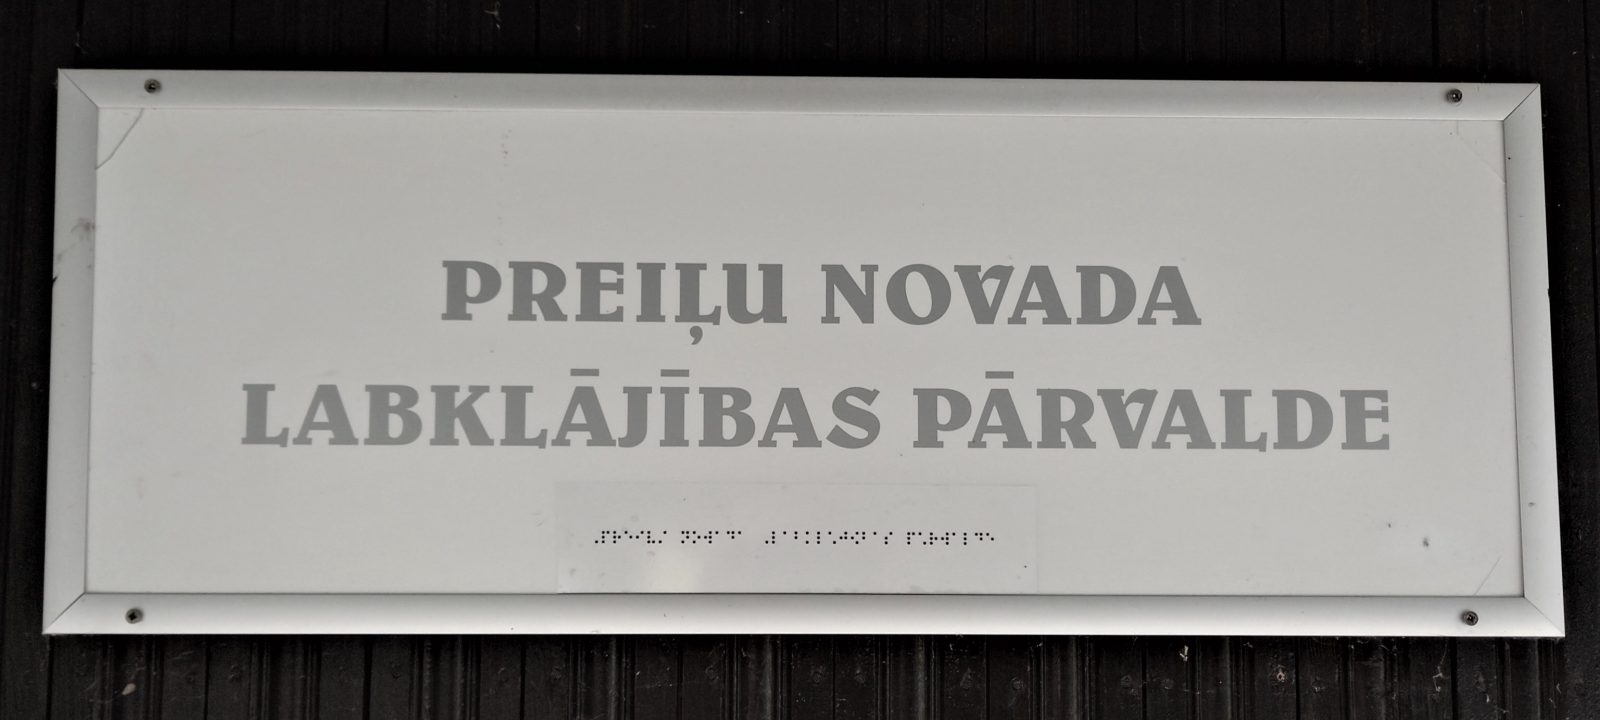 PREIĻU NOVADA
LABKLĀJĪBAS PĀRVALDE